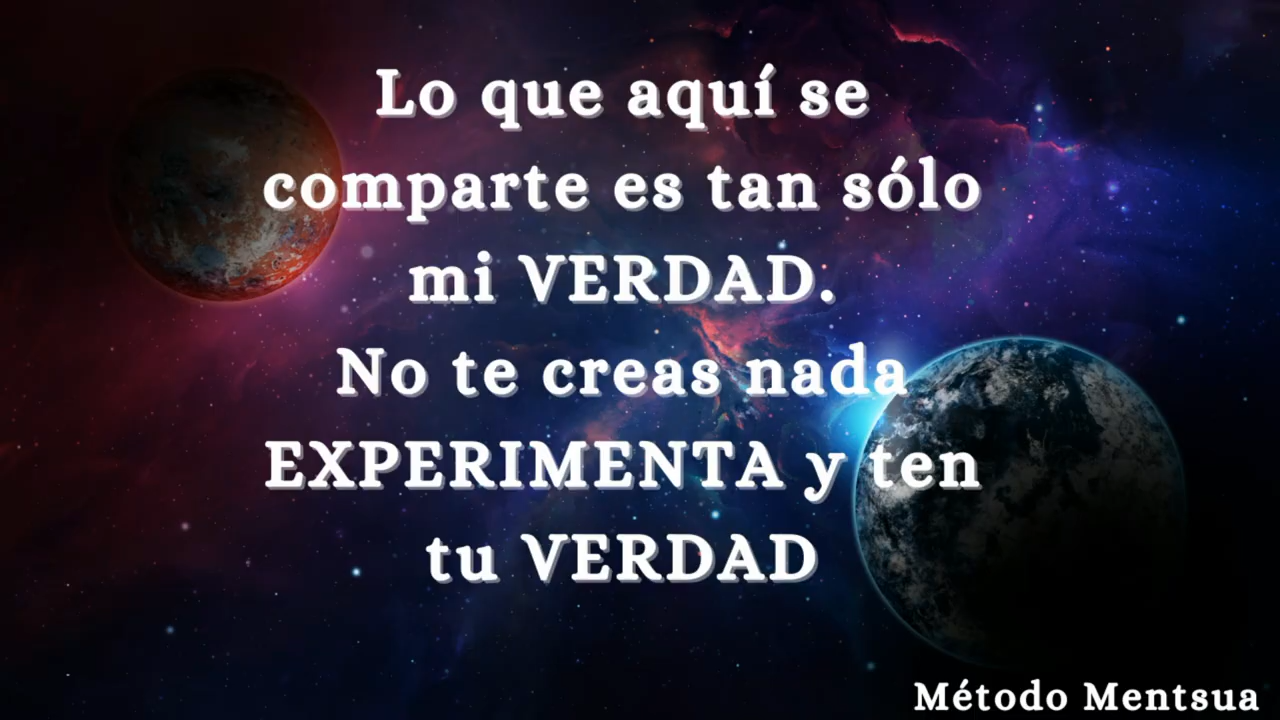 Lo que aquí se
comparte es tan sólo
mi VERDAD.
No te creas nada
EXPERIMENTA y ten
tu VERDAD
Método Mentsua